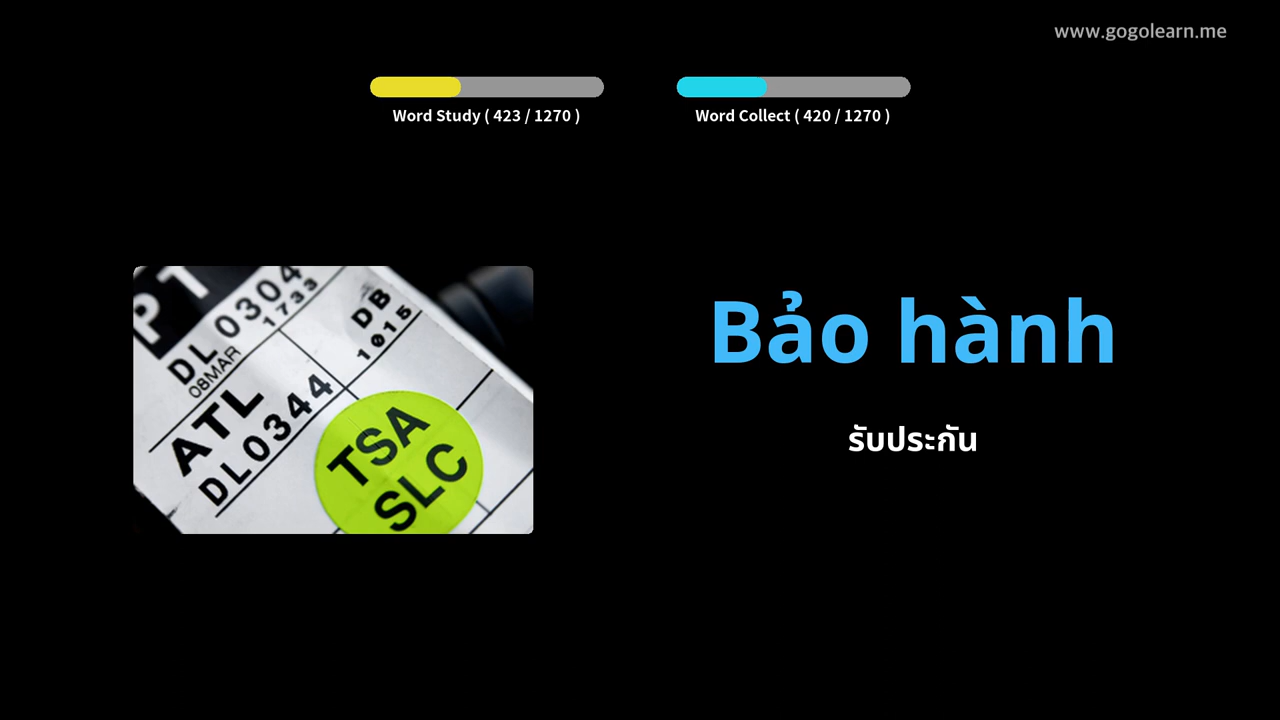 www.gogolearn.me
Word Study ( 423 / 1270 )
Word Collect ( 420 / 1270 )
P1
DL0304
1733
08MAR
DB
1015
ATL
DL0344
TSA
SLC
Bảo hành
รับประกัน